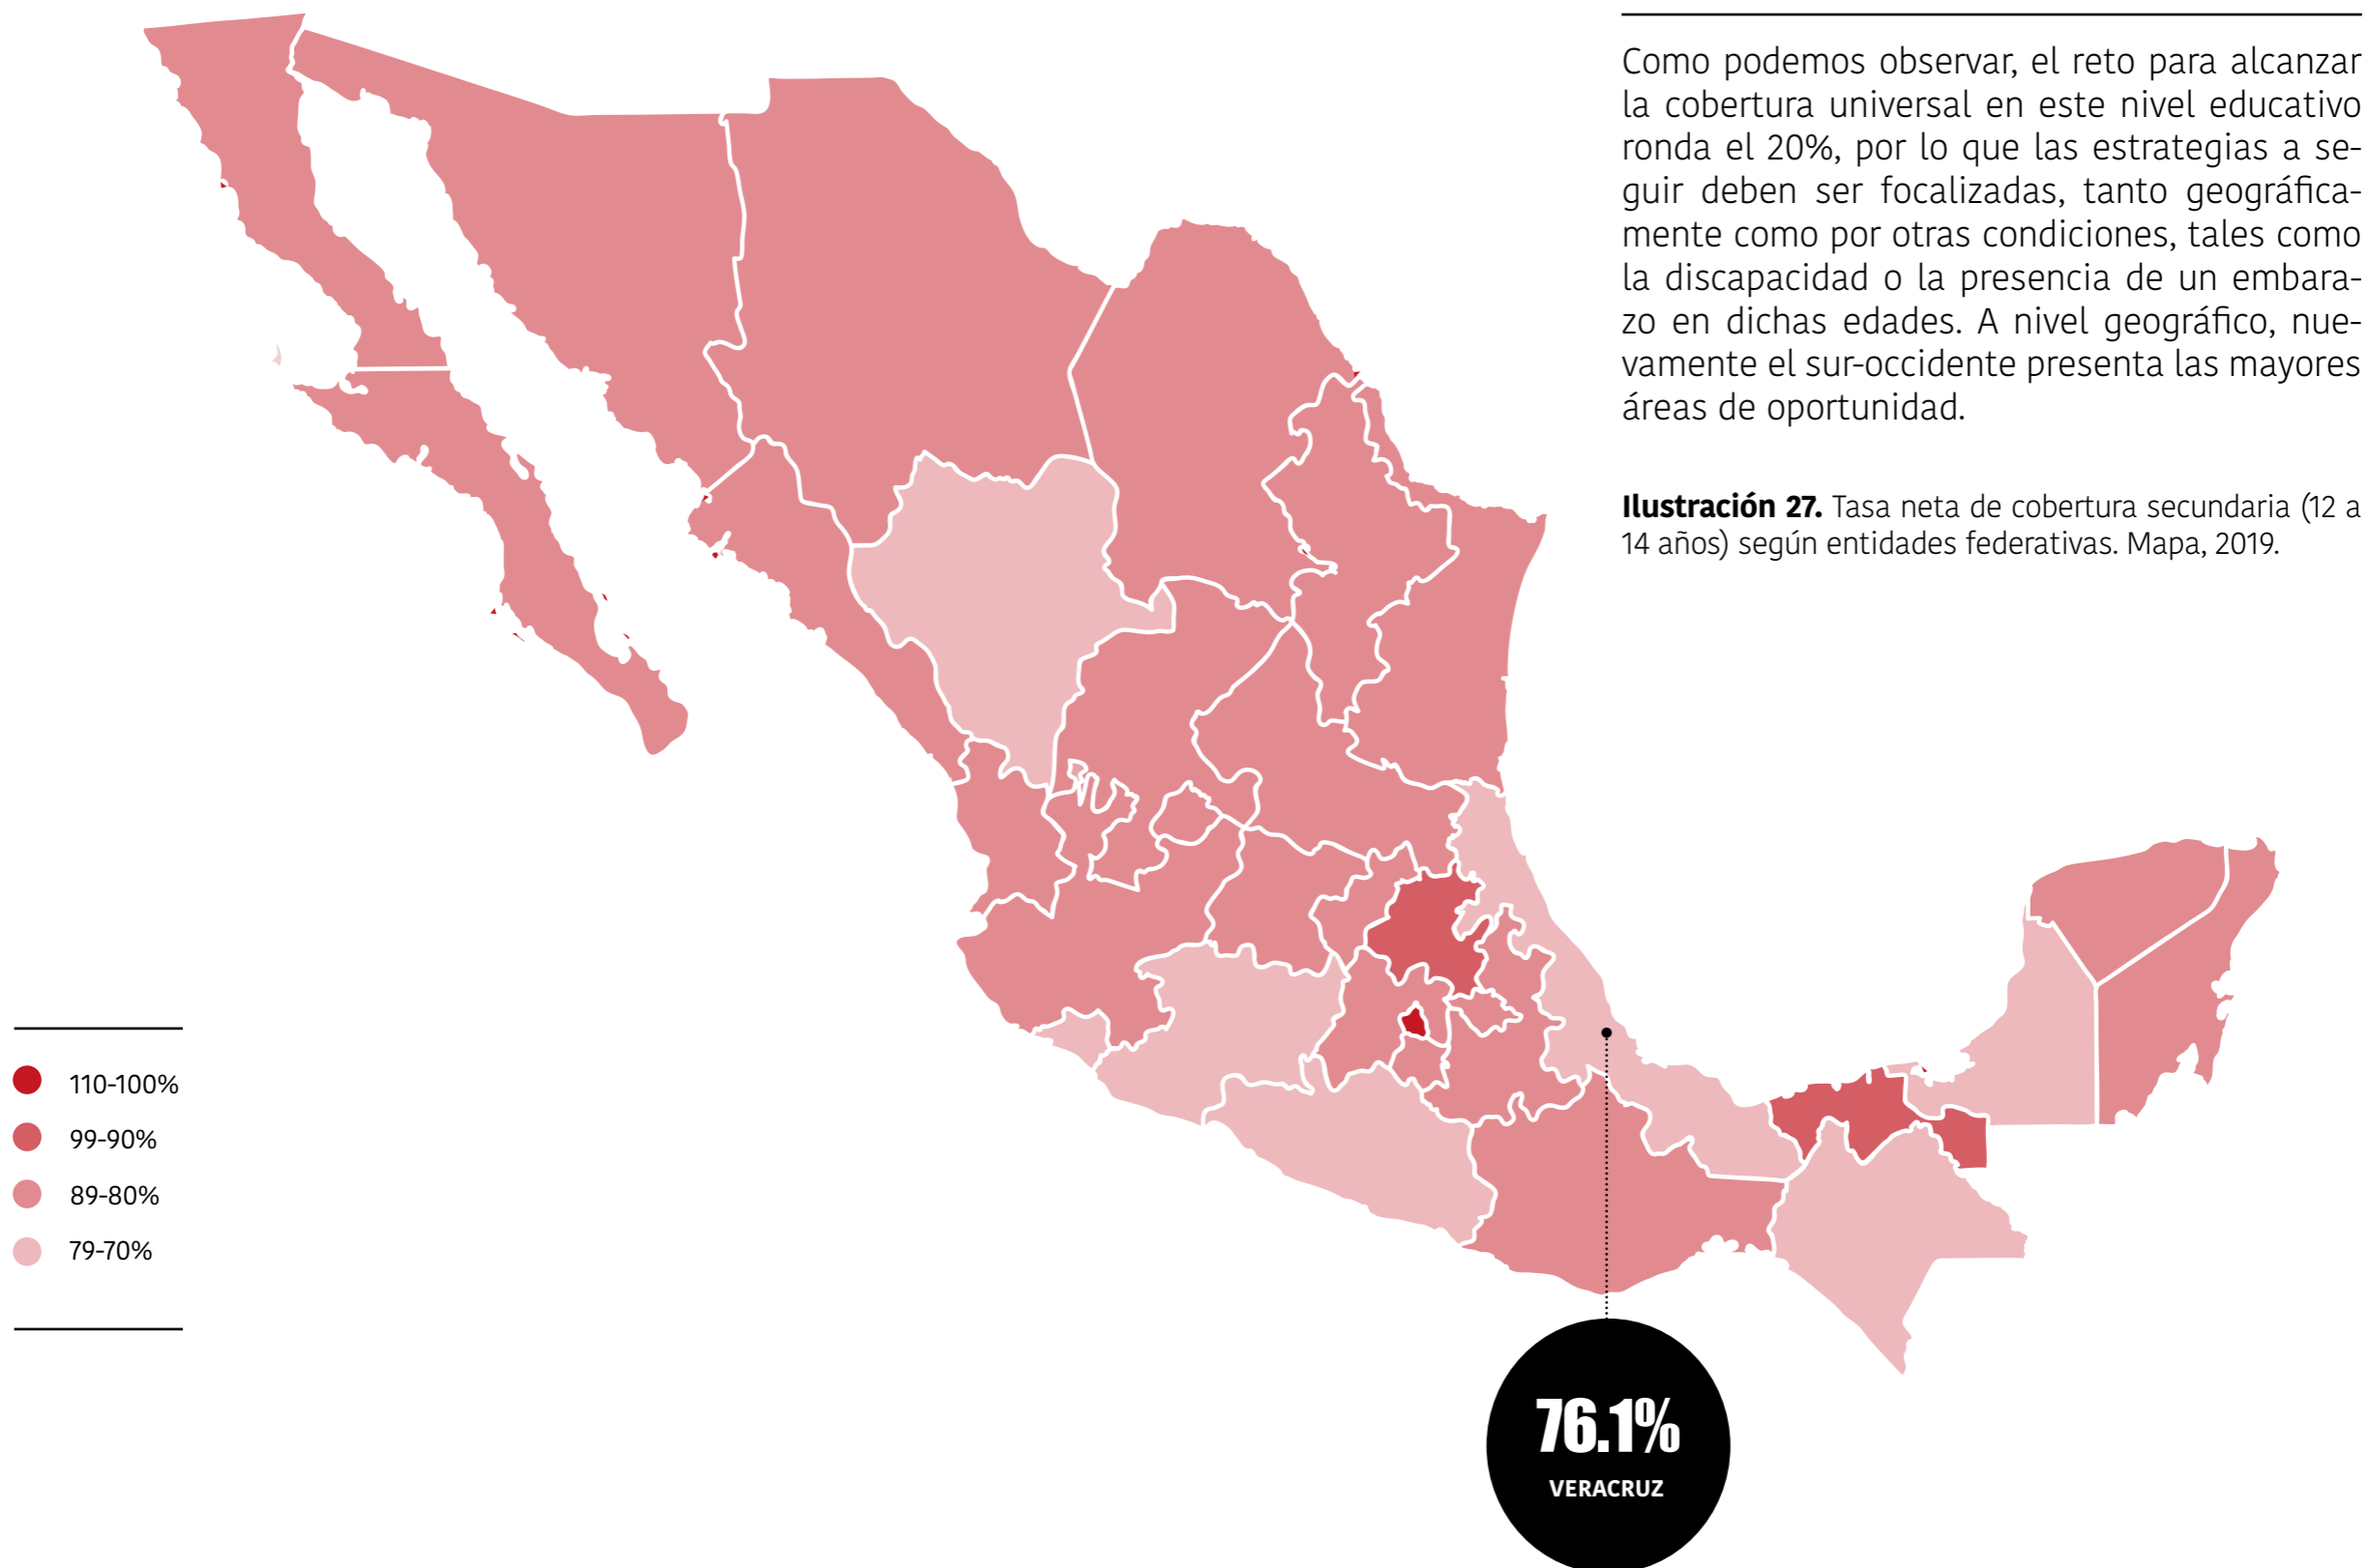 Como podemos observar, el reto para alcanzar
la cobertura universal en este nivel educativo
ronda el 20%, por lo que las estrategias a se-
guir deben ser focalizadas, tanto geográfica-
mente como por otras condiciones, tales como
la discapacidad o la presencia de un embara-
zo en dichas edades. A nivel geográfico, nue-
vamente el sur-occidente presenta las mayores
áreas de oportunidad.
Ilustración 27. Tasa neta de cobertura secundaria (12 a
14 años) según entidades federativas. Mapa, 2019.
110-100%
99-90%
89-80%
79-70%
76.1%
VERACRUZ